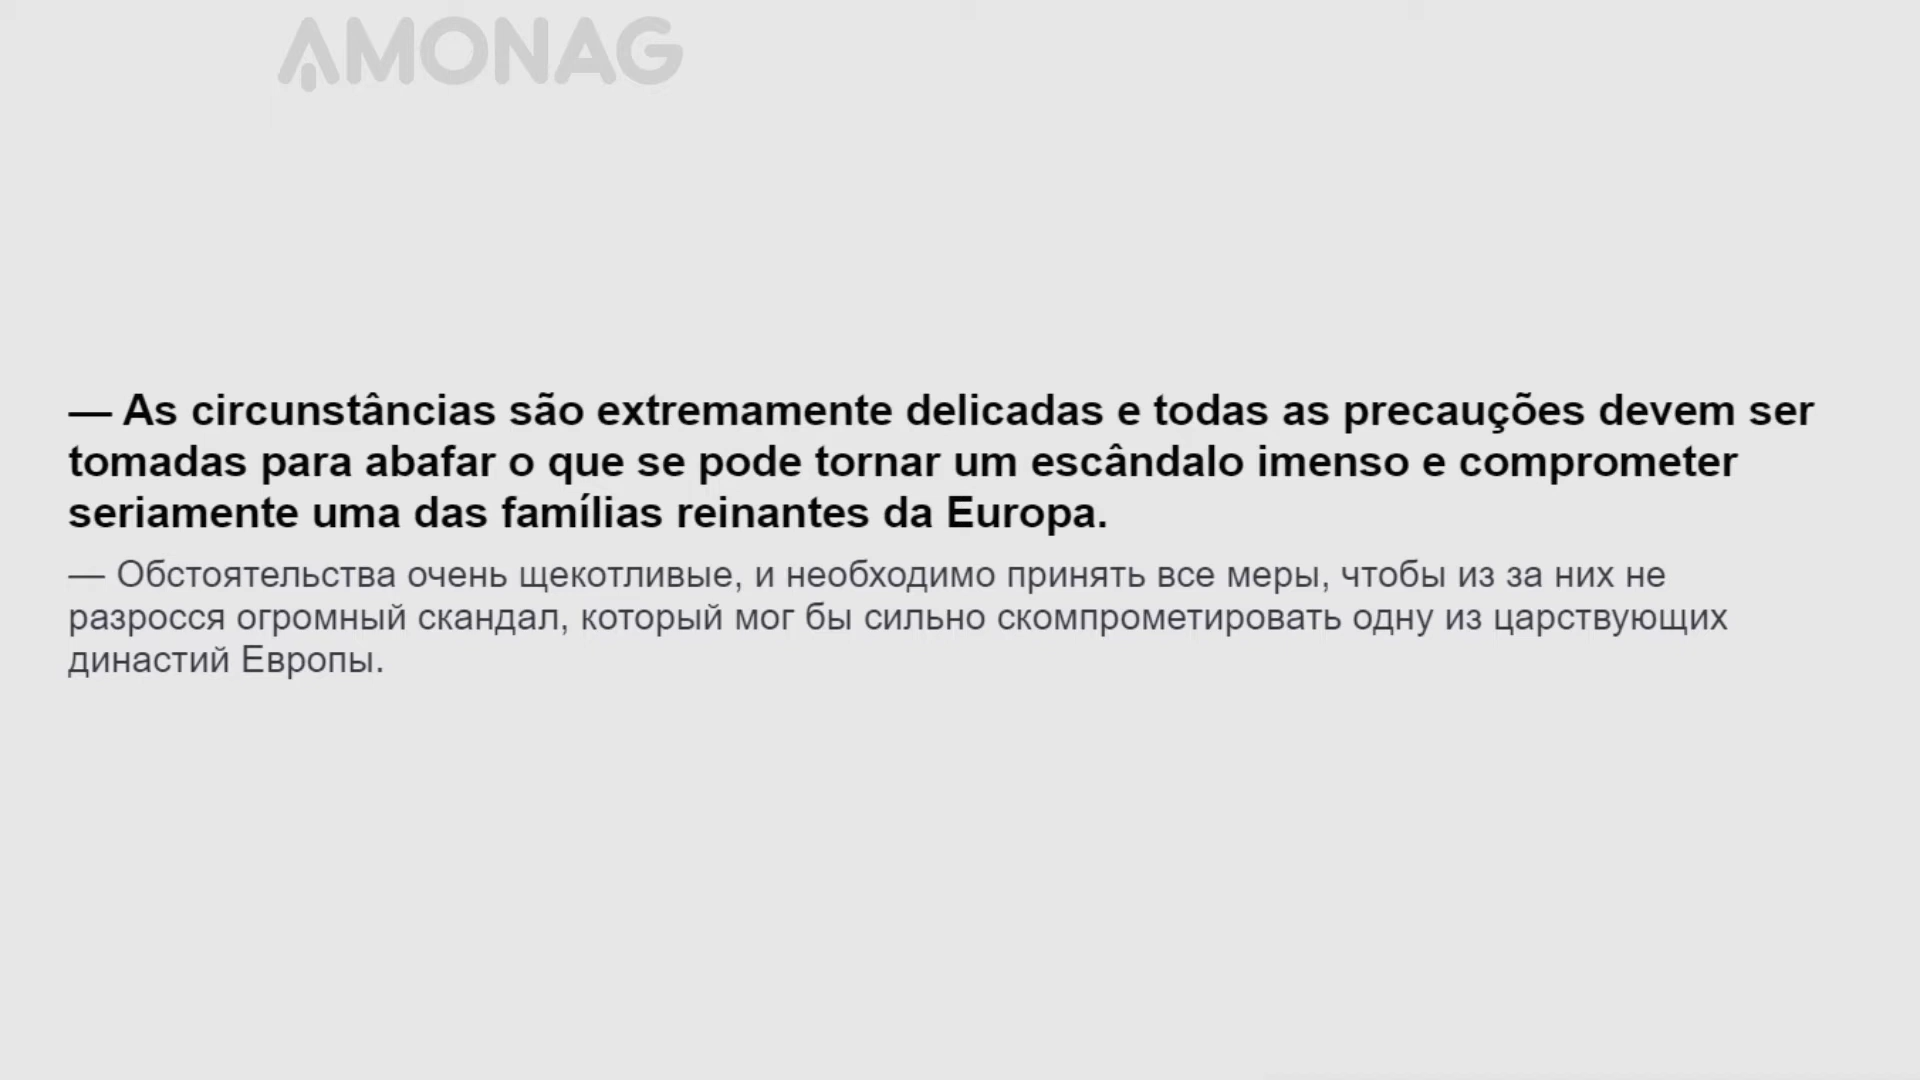 AMONAG
— As circunstâncias são extremamente delicadas e todas as precauções devem ser
tomadas para abafar o que se pode tornar um escândalo imenso e comprometer
seriamente uma das famílias reinantes da Europa.
— Обстоятельства очень щекотливые, и необходимо принять все меры, чтобы из за них не
разросся огромный скандал, который мог бы сильно скомпрометировать одну из царствующих
династий Европы.